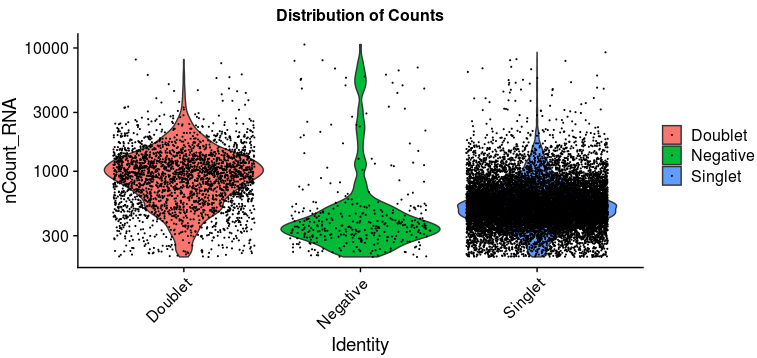 Distribution of Counts
nCount_RNA
10000
3000
1000
300
Doublet
Negative
Singlet
Identity
Doublet
Negative
Singlet